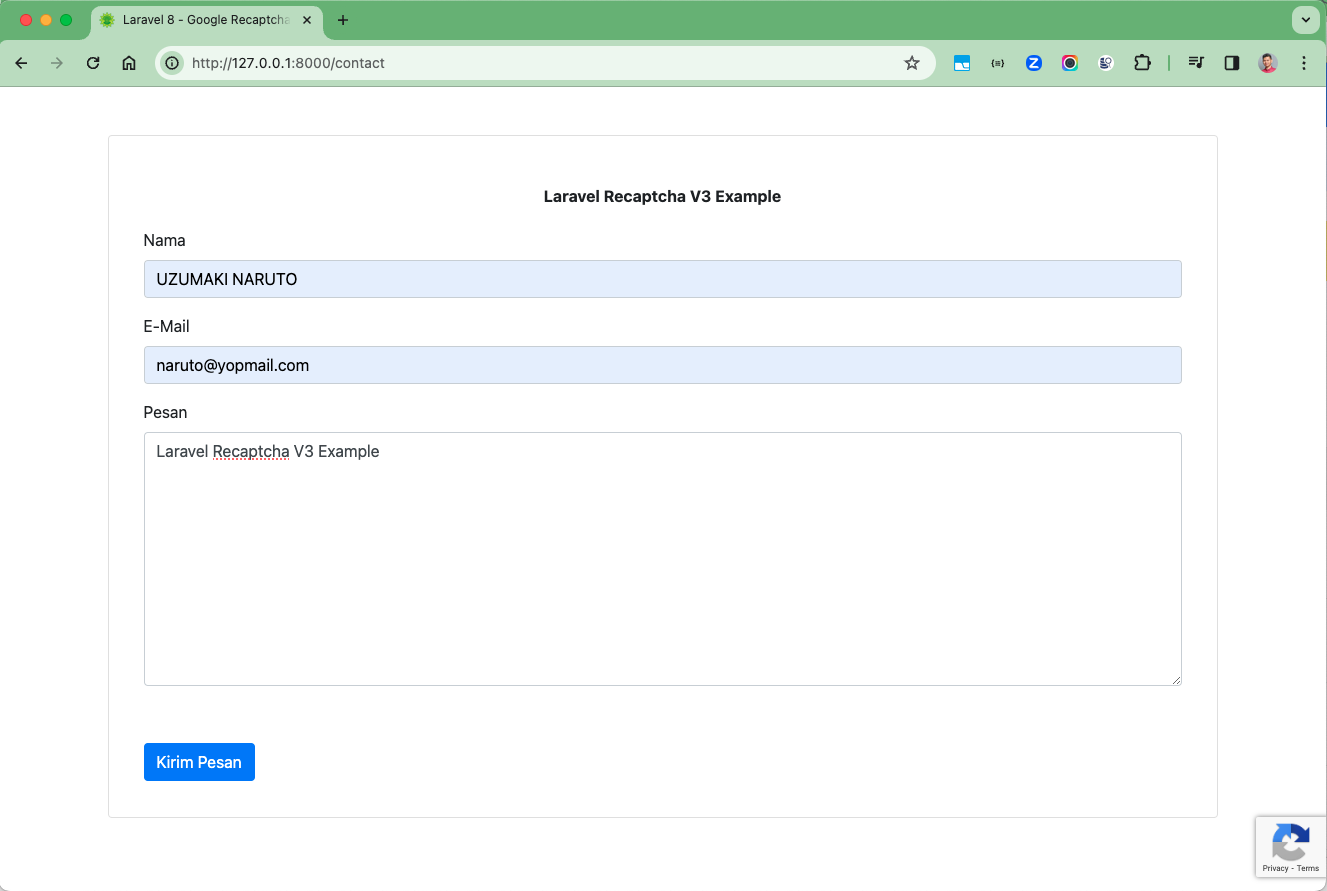 Laravel 8 - Google Recaptcha
http://127.0.0.1:8000/contact
Laravel Recaptcha V3 Example
Nama
UZUMAKI NARUTO
E-Mail
naruto@yopmail.com
Pesan
Laravel Recaptcha V3 Example
Kirim Pesan
Privacy - Terms